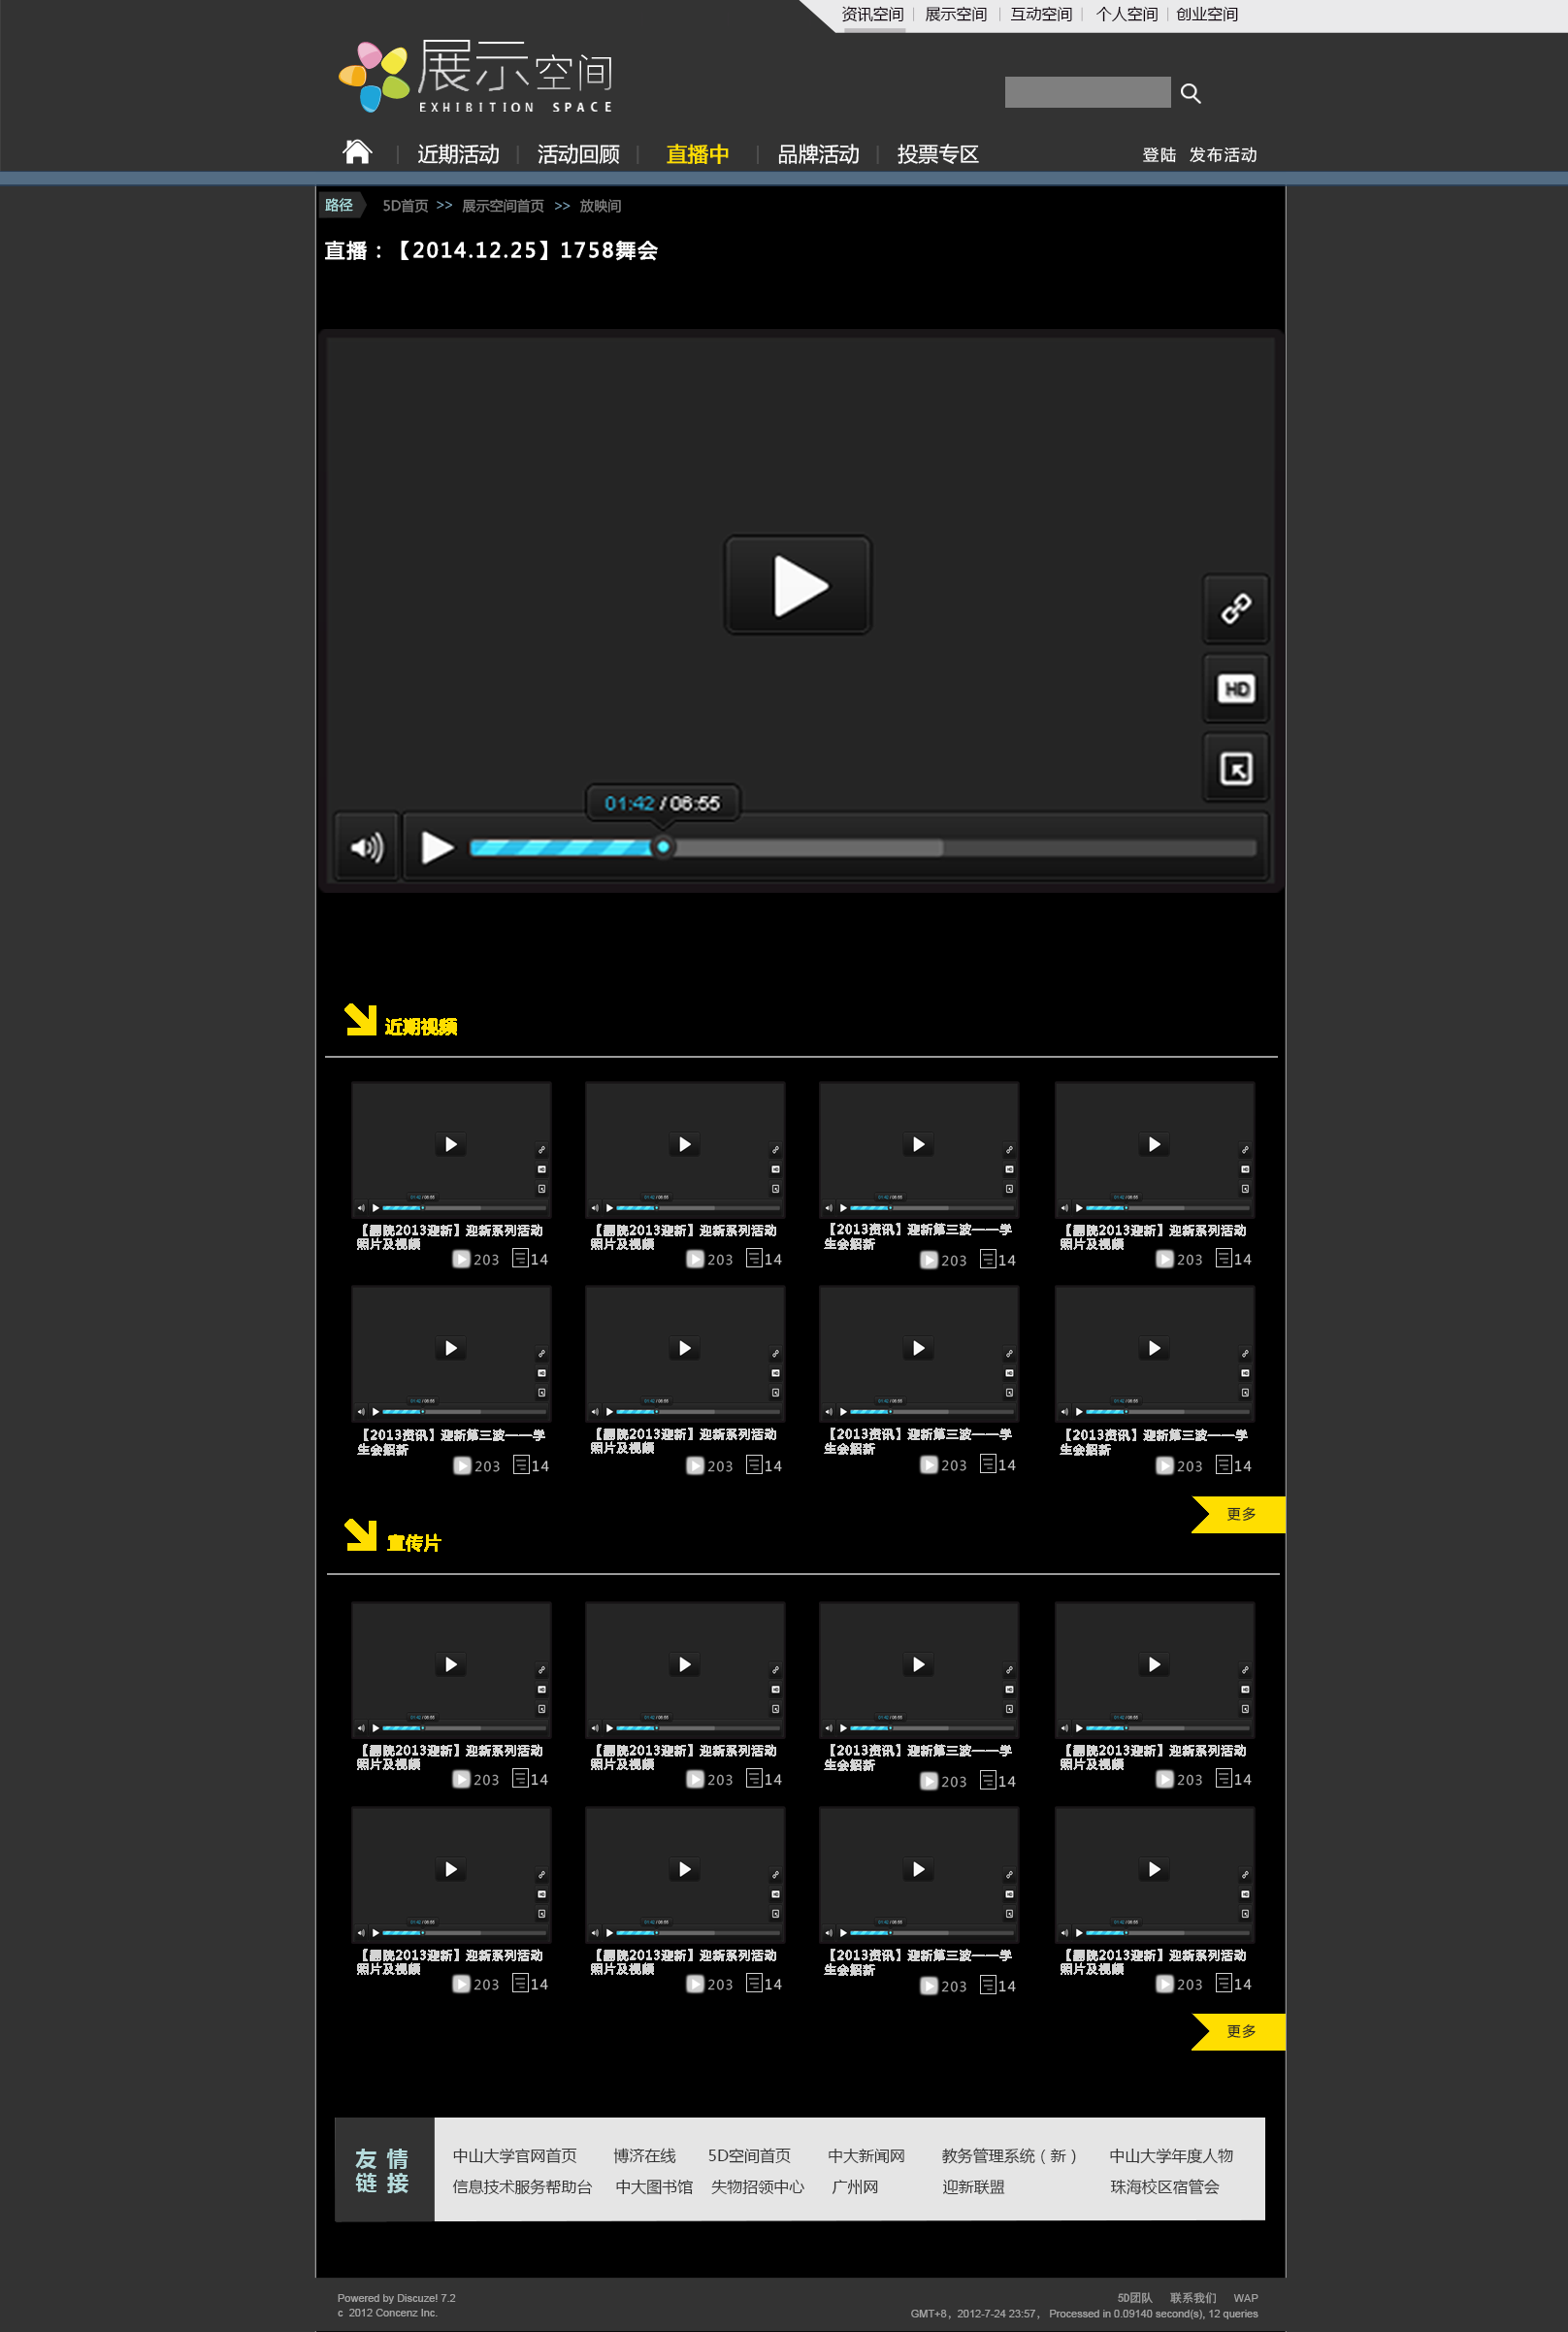 资讯空间 | 展示空间 | 互动空间 | 个人空间 | 创业空间
展示空间
EXHIBITION SPACE
近期活动 | 活动回顾 | 直播中 | 品牌活动 | 投票专区
登陆 发布活动
路径 5D首页 >> 展示空间首页 >> 放映间
直播：【2014.12.25】1758舞会
HD
01:42 / 06:55
近期视频
【翻院2013迎新】迎新系列活动
照片及视频
203 14
【翻院2013迎新】迎新系列活动
照片及视频
203 14
【2013资讯】迎新第三波——学
生会招新
203 14
【翻院2013迎新】迎新系列活动
照片及视频
203 14
【2013资讯】迎新第三波——学
生会招新
203 14
【翻院2013迎新】迎新系列活动
照片及视频
203 14
【2013资讯】迎新第三波——学
生会招新
203 14
【2013资讯】迎新第三波——学
生会招新
203 14
更多
宣传片
【翻院2013迎新】迎新系列活动
照片及视频
203 14
【翻院2013迎新】迎新系列活动
照片及视频
203 14
【2013资讯】迎新第三波——学
生会招新
203 14
【翻院2013迎新】迎新系列活动
照片及视频
203 14
【翻院2013迎新】迎新系列活动
照片及视频
203 14
【翻院2013迎新】迎新系列活动
照片及视频
203 14
【2013资讯】迎新第三波——学
生会招新
203 14
【翻院2013迎新】迎新系列活动
照片及视频
203 14
更多
友情
链接
中山大学官网首页 博济在线 5D空间首页 中大新闻网 教务管理系统（新） 中山大学年度人物
信息技术服务帮助台 中大图书馆 失物招领中心 广州网 迎新联盟 珠海校区宿管会
Powered by Discuze! 7.2
c 2012 Concenz Inc.
5D团队 联系我们 WAP
GMT+8，2012-7-24 23:57， Processed in 0.09140 second(s), 12 queries